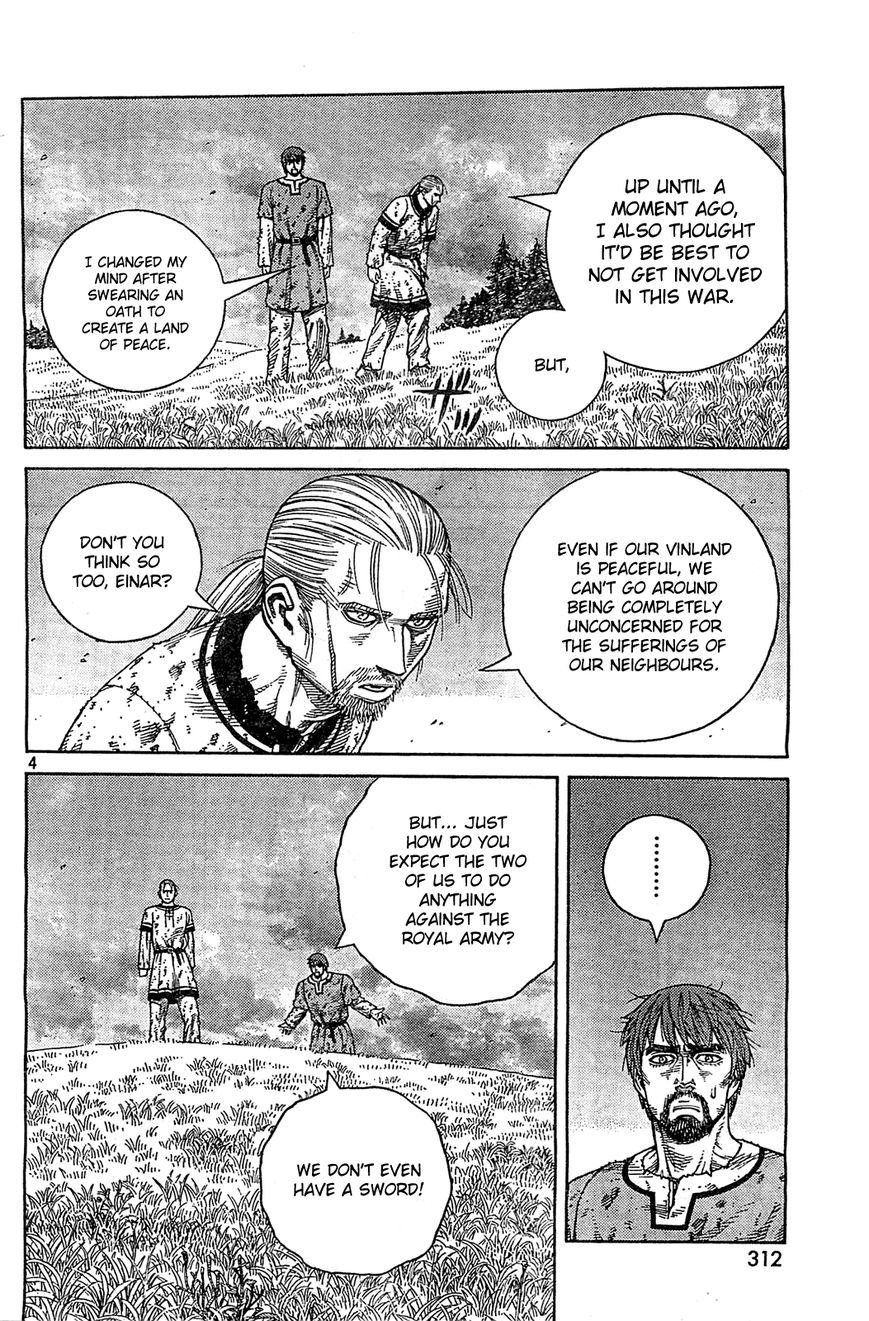 UP UNTIL A
MOMENT AGO,
I ALSO THOUGHT
IT'D BE BEST TO
NOT GET INVOLVED
IN THIS WAR.
BUT,
I CHANGED MY
MIND AFTER
SWEARING AN
OATH TO
CREATE A LAND
OF PEACE.
ザッ
EVEN IF OUR VINLAND
IS PEACEFUL, WE
CAN'T GO AROUND
BEING COMPLETELY
UNCONCERNED FOR
THE SUFFERINGS OF
OUR NEIGHBOURS.
DON'T YOU
THINK SO
TOO, EINAR?
4
.........
BUT... JUST
HOW DO YOU
EXPECT THE TWO
OF US TO DO
ANYTHING
AGAINST THE
ROYAL ARMY?
WE DON'T EVEN
HAVE A SWORD!
312